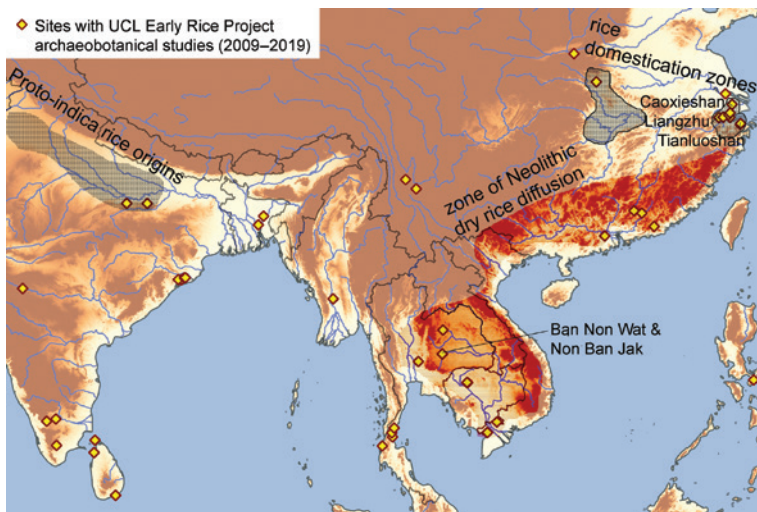 Sites with UCL Early Rice Project
archaeobotanical studies (2009–2019)
rice
domestication zones
Proto-indica rice origins
Caoxieshan
Liangzhu
Tianluoshan
zone of Neolithic
dry rice diffusion
Ban Non Wat &
Non Ban Jak